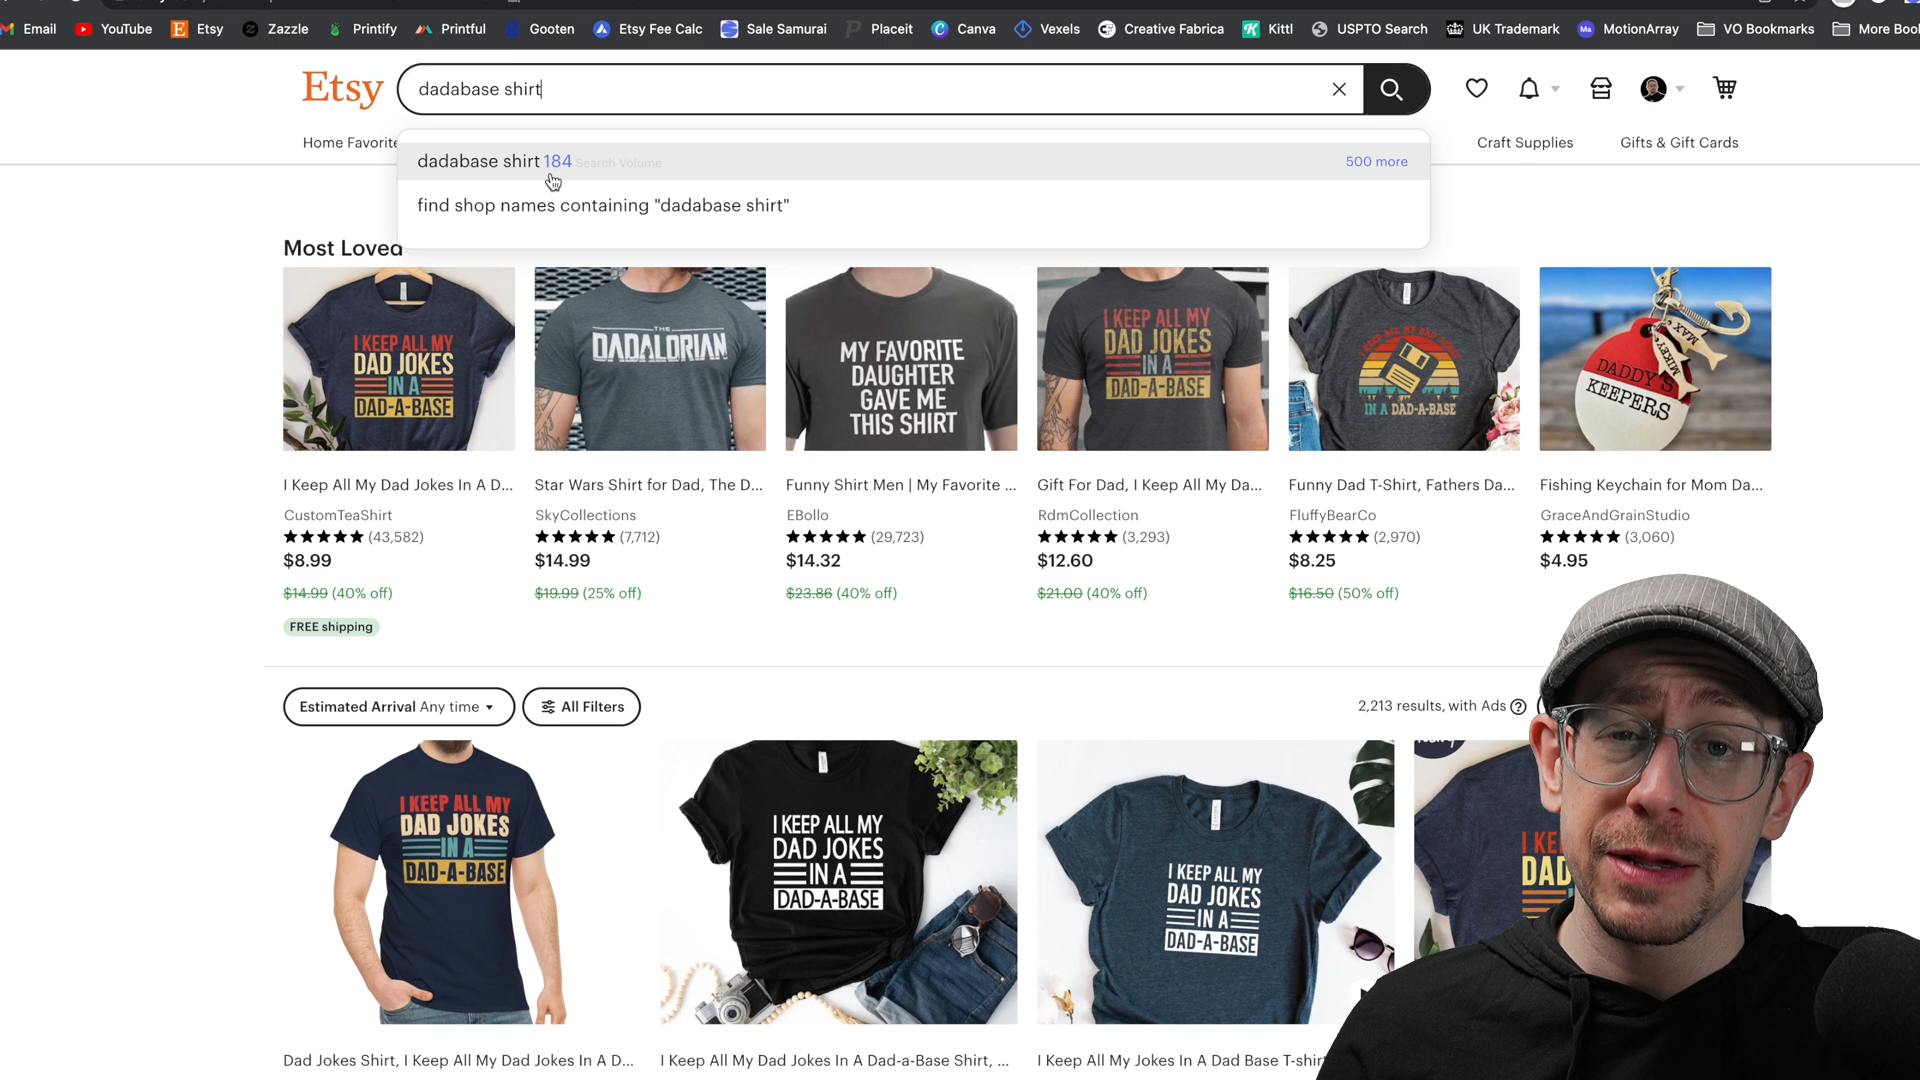 Email
YouTube
Etsy
Zazzle
Printify
Printful
Gooten
Etsy Fee Calc
Sale Samurai
Placeit
Canva
Vexels
Creative Fabrica
Kittl
USPTO Search
UK Trademark
MotionArray
VO Bookmarks
More Bool
Etsy
dadabase shirt
Home Favorite
Craft Supplies
Gifts & Gift Cards
dadabase shirt 184 Search Volume
500 more
find shop names containing "dadabase shirt"
Most Loved
I KEEP ALL MY
DAD JOKES
IN A
DAD-A-BASE
THE
DADALORIAN
MY FAVORITE
DAUGHTER
GAVE ME
THIS SHIRT
I KEEP ALL MY
DAD JOKES
IN A
DAD-A-BASE
I KEEP ALL MY DAD JOKES
IN A DAD-A-BASE
DADDY'S
KEEPERS
MIKEY
MAX
I Keep All My Dad Jokes In A D...
CustomTeaShirt
(43,582)
$8.99
$14.99 (40% off)
FREE shipping
Star Wars Shirt for Dad, The D...
SkyCollections
(7,712)
$14.99
$19.99 (25% off)
Funny Shirt Men | My Favorite ...
EBollo
(29,723)
$14.32
$23.86 (40% off)
Gift For Dad, I Keep All My Da...
RdmCollection
(3,293)
$12.60
$21.00 (40% off)
Funny Dad T-Shirt, Fathers Da...
FluffyBearCo
(2,970)
$8.25
$16.50 (50% off)
Fishing Keychain for Mom Da...
GraceAndGrainStudio
(3,060)
$4.95
Estimated Arrival Any time
All Filters
2,213 results, with Ads
I KEEP ALL MY
DAD JOKES
IN A
DAD-A-BASE
I KEEP ALL MY
DAD JOKES
IN A
DAD-A-BASE
I KEEP ALL MY
DAD JOKES
IN A
DAD-A-BASE
I KE
DAD
Dad Jokes Shirt, I Keep All My Dad Jokes In A D...
I Keep All My Dad Jokes In A Dad-a-Base Shirt, ...
I Keep All My Jokes In A Dad Base T-shirt